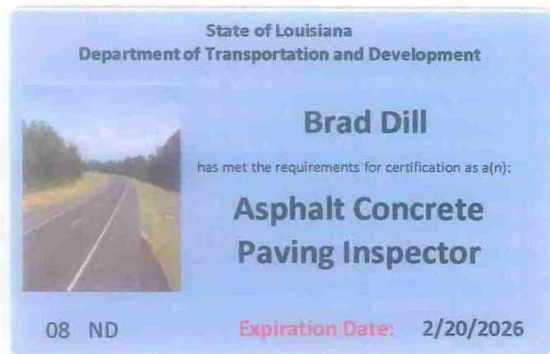 State of Louisiana
Department of Transportation and Development
Brad Dill
has met the requirements for certification as a(n):
Asphalt Concrete
Paving Inspector
08 ND
Expiration Date: 2/20/2026